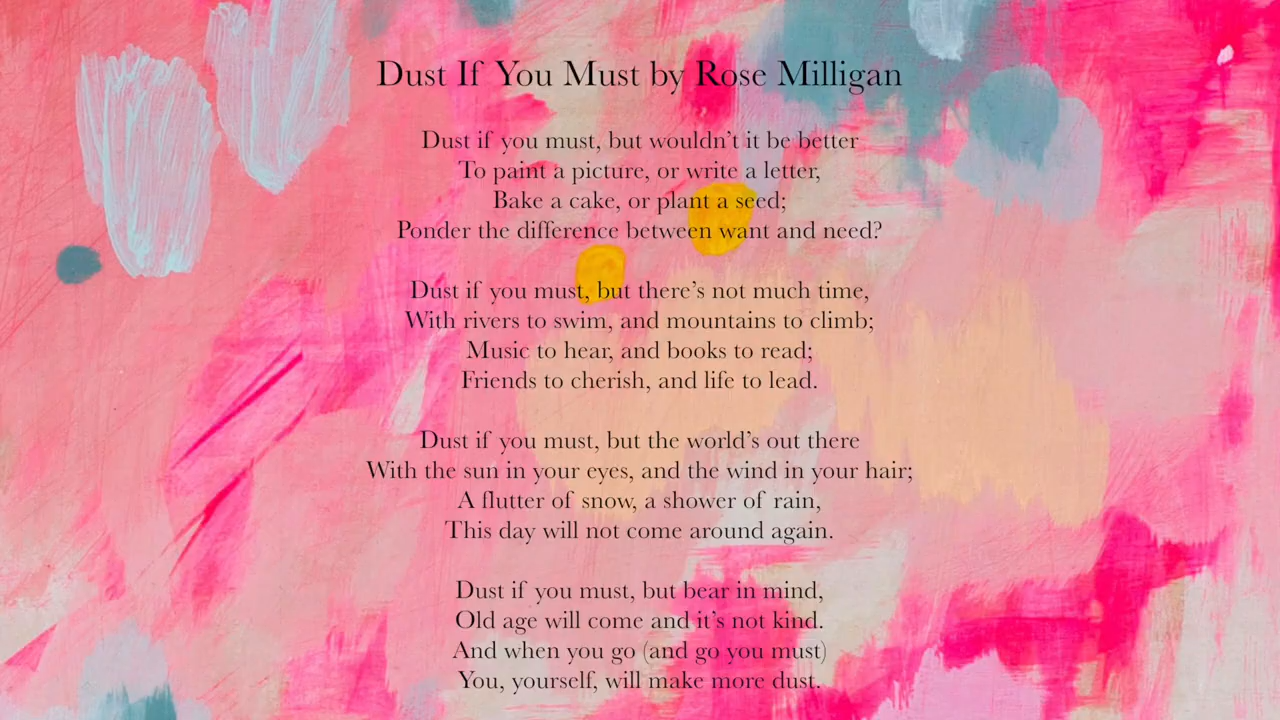 Dust If You Must by Rose Milligan
Dust if you must, but wouldn’t it be better
To paint a picture, or write a letter,
Bake a cake, or plant a seed;
Ponder the difference between want and need?
Dust if you must, but there’s not much time,
With rivers to swim, and mountains to climb;
Music to hear, and books to read;
Friends to cherish, and life to lead.
Dust if you must, but the world’s out there
With the sun in your eyes, and the wind in your hair;
A flutter of snow, a shower of rain,
This day will not come around again.
Dust if you must, but bear in mind,
Old age will come and it’s not kind.
And when you go (and go you must)
You, yourself, will make more dust.